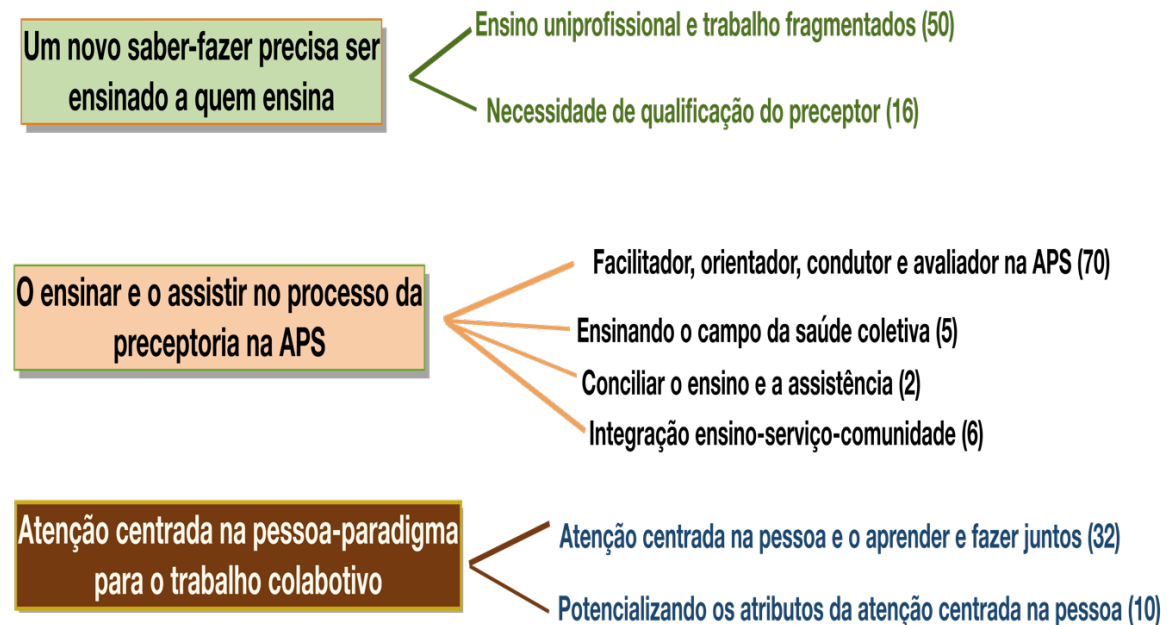 Um novo saber-fazer precisa ser
ensinado a quem ensina
Ensino uniprofissional e trabalho fragmentados (50)
Necessidade de qualificação do preceptor (16)
O ensinar e o assistir no processo da
preceptoria na APS
Facilitador, orientador, condutor e avaliador na APS (70)
Ensinando o campo da saúde coletiva (5)
Conciliar o ensino e a assistência (2)
Integração ensino-serviço-comunidade (6)
Atenção centrada na pessoa-paradigma
para o trabalho colabotivo
Atenção centrada na pessoa e o aprender e fazer juntos (32)
Potencializando os atributos da atenção centrada na pessoa (10)